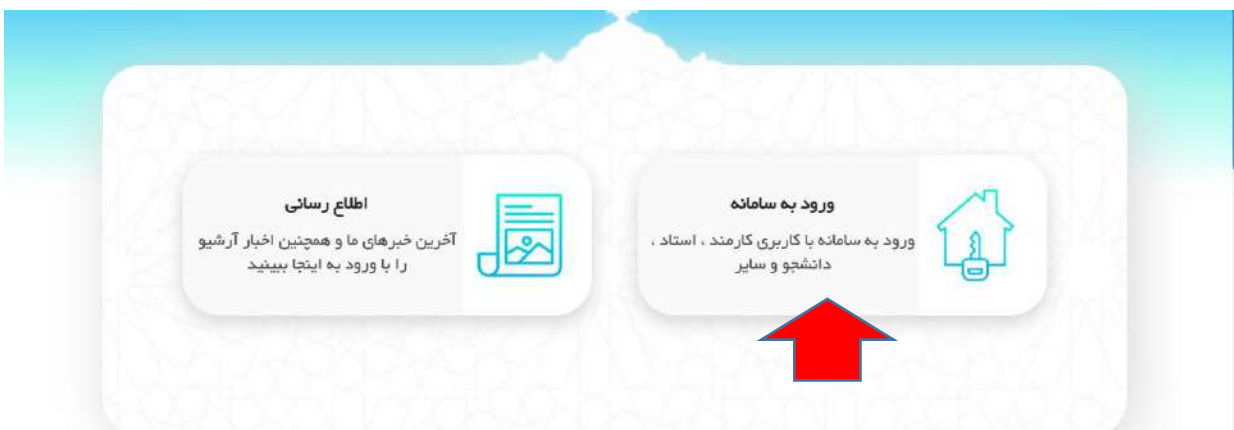 ورود به سامانه
ورود به سامانه با کاربری کارمند ، استاد ،
دانشجو و سایر
اطلاع رسانی
آخرین خبرهای ما و همچنین اخبار آرشیو
را با ورود به اینجا ببینید